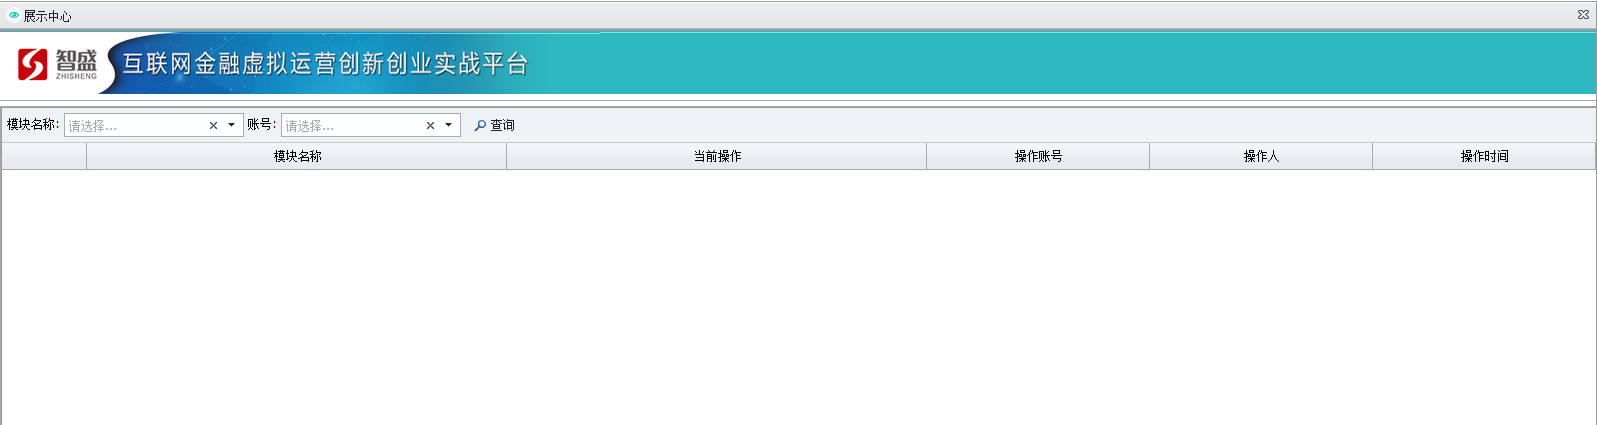 展示中心
智盛
ZHISHENG
互联网金融虚拟运营创新创业实战平台
模块名称: 请选择... 账号: 请选择... 查询
模块名称 当前操作 操作账号 操作人 操作时间